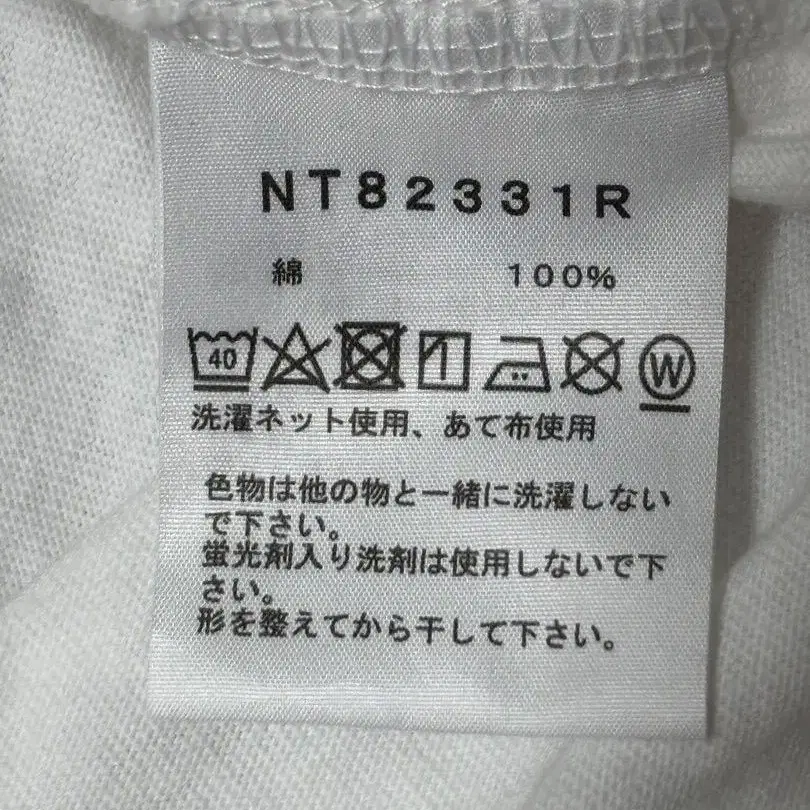 NT82331R
綿 100%
40 W
洗濯ネット使用、あて布使用
色物は他の物と一緒に洗濯しない
で下さい。
蛍光剤入り洗剤は使用しないで下
さい。
形を整えてから干して下さい。